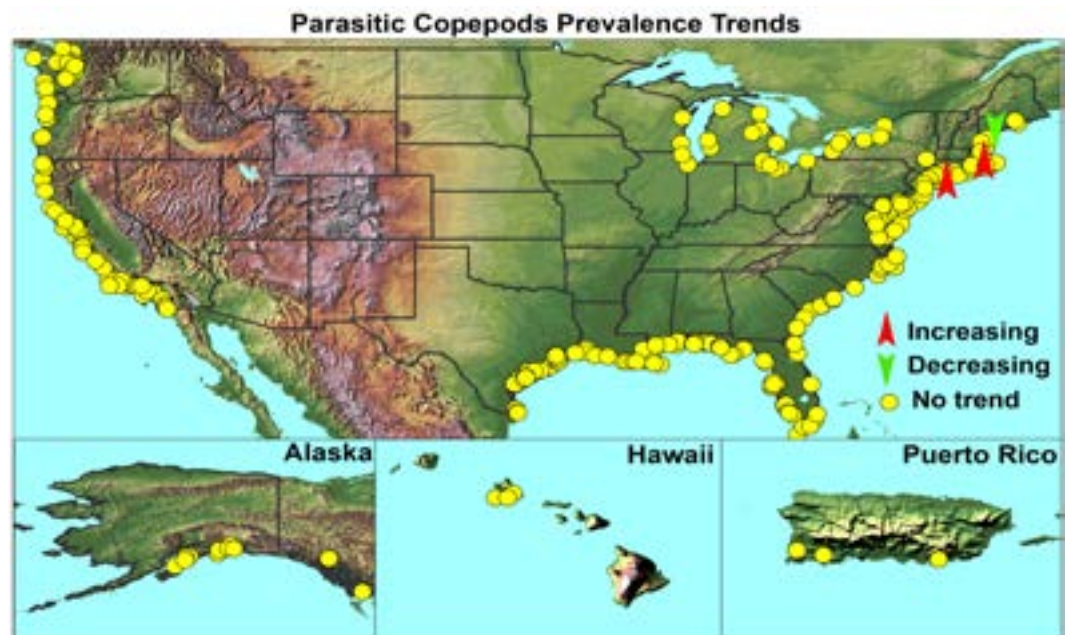 Parasitic Copepods Prevalence Trends
Increasing
Decreasing
No trend
Alaska
Hawaii
Puerto Rico